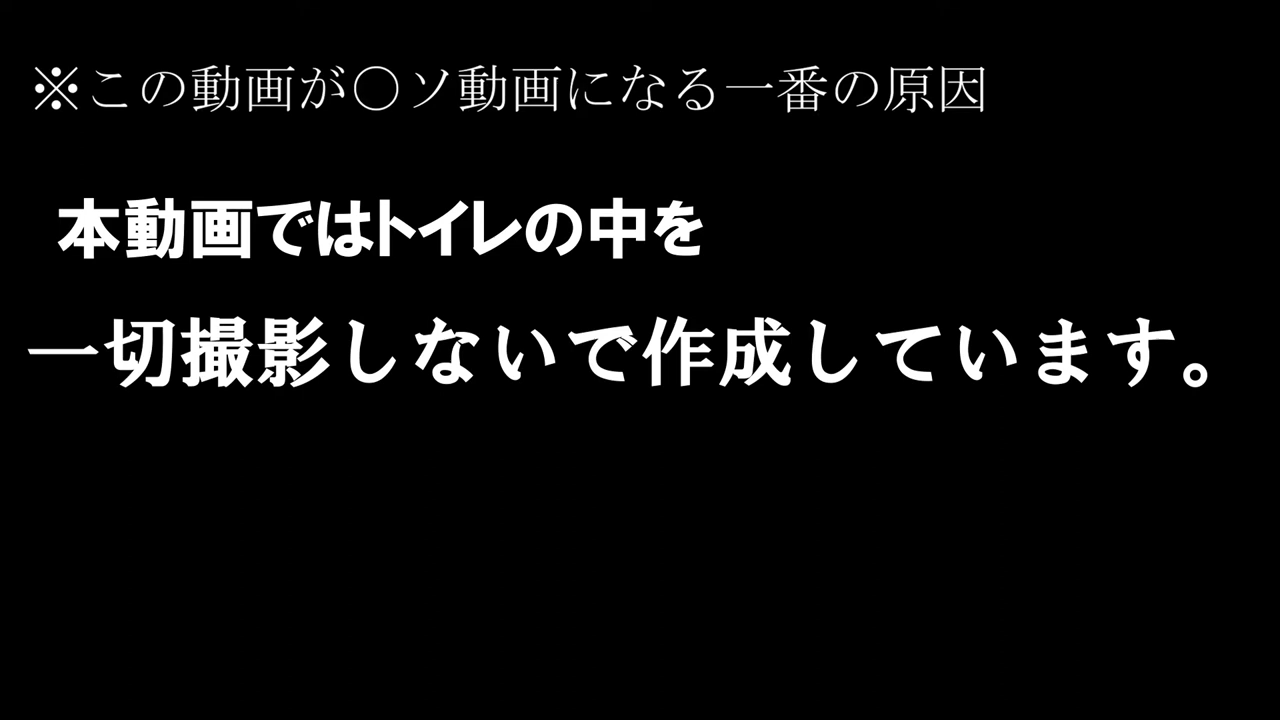 ※この動画が〇ソ動画になる一番の原因
本動画ではトイレの中を
一切撮影しないで作成しています。